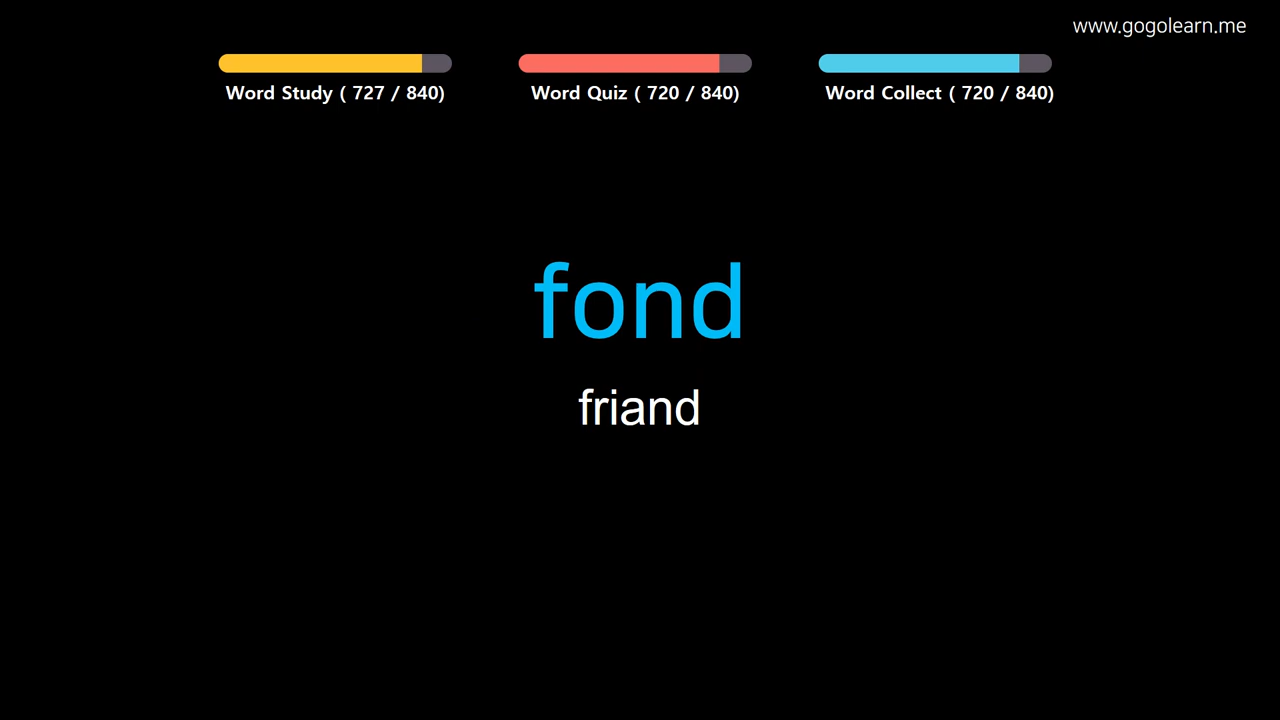 www.gogolearn.me
Word Study ( 727 / 840)
Word Quiz ( 720 / 840)
Word Collect ( 720 / 840)
fond
friand